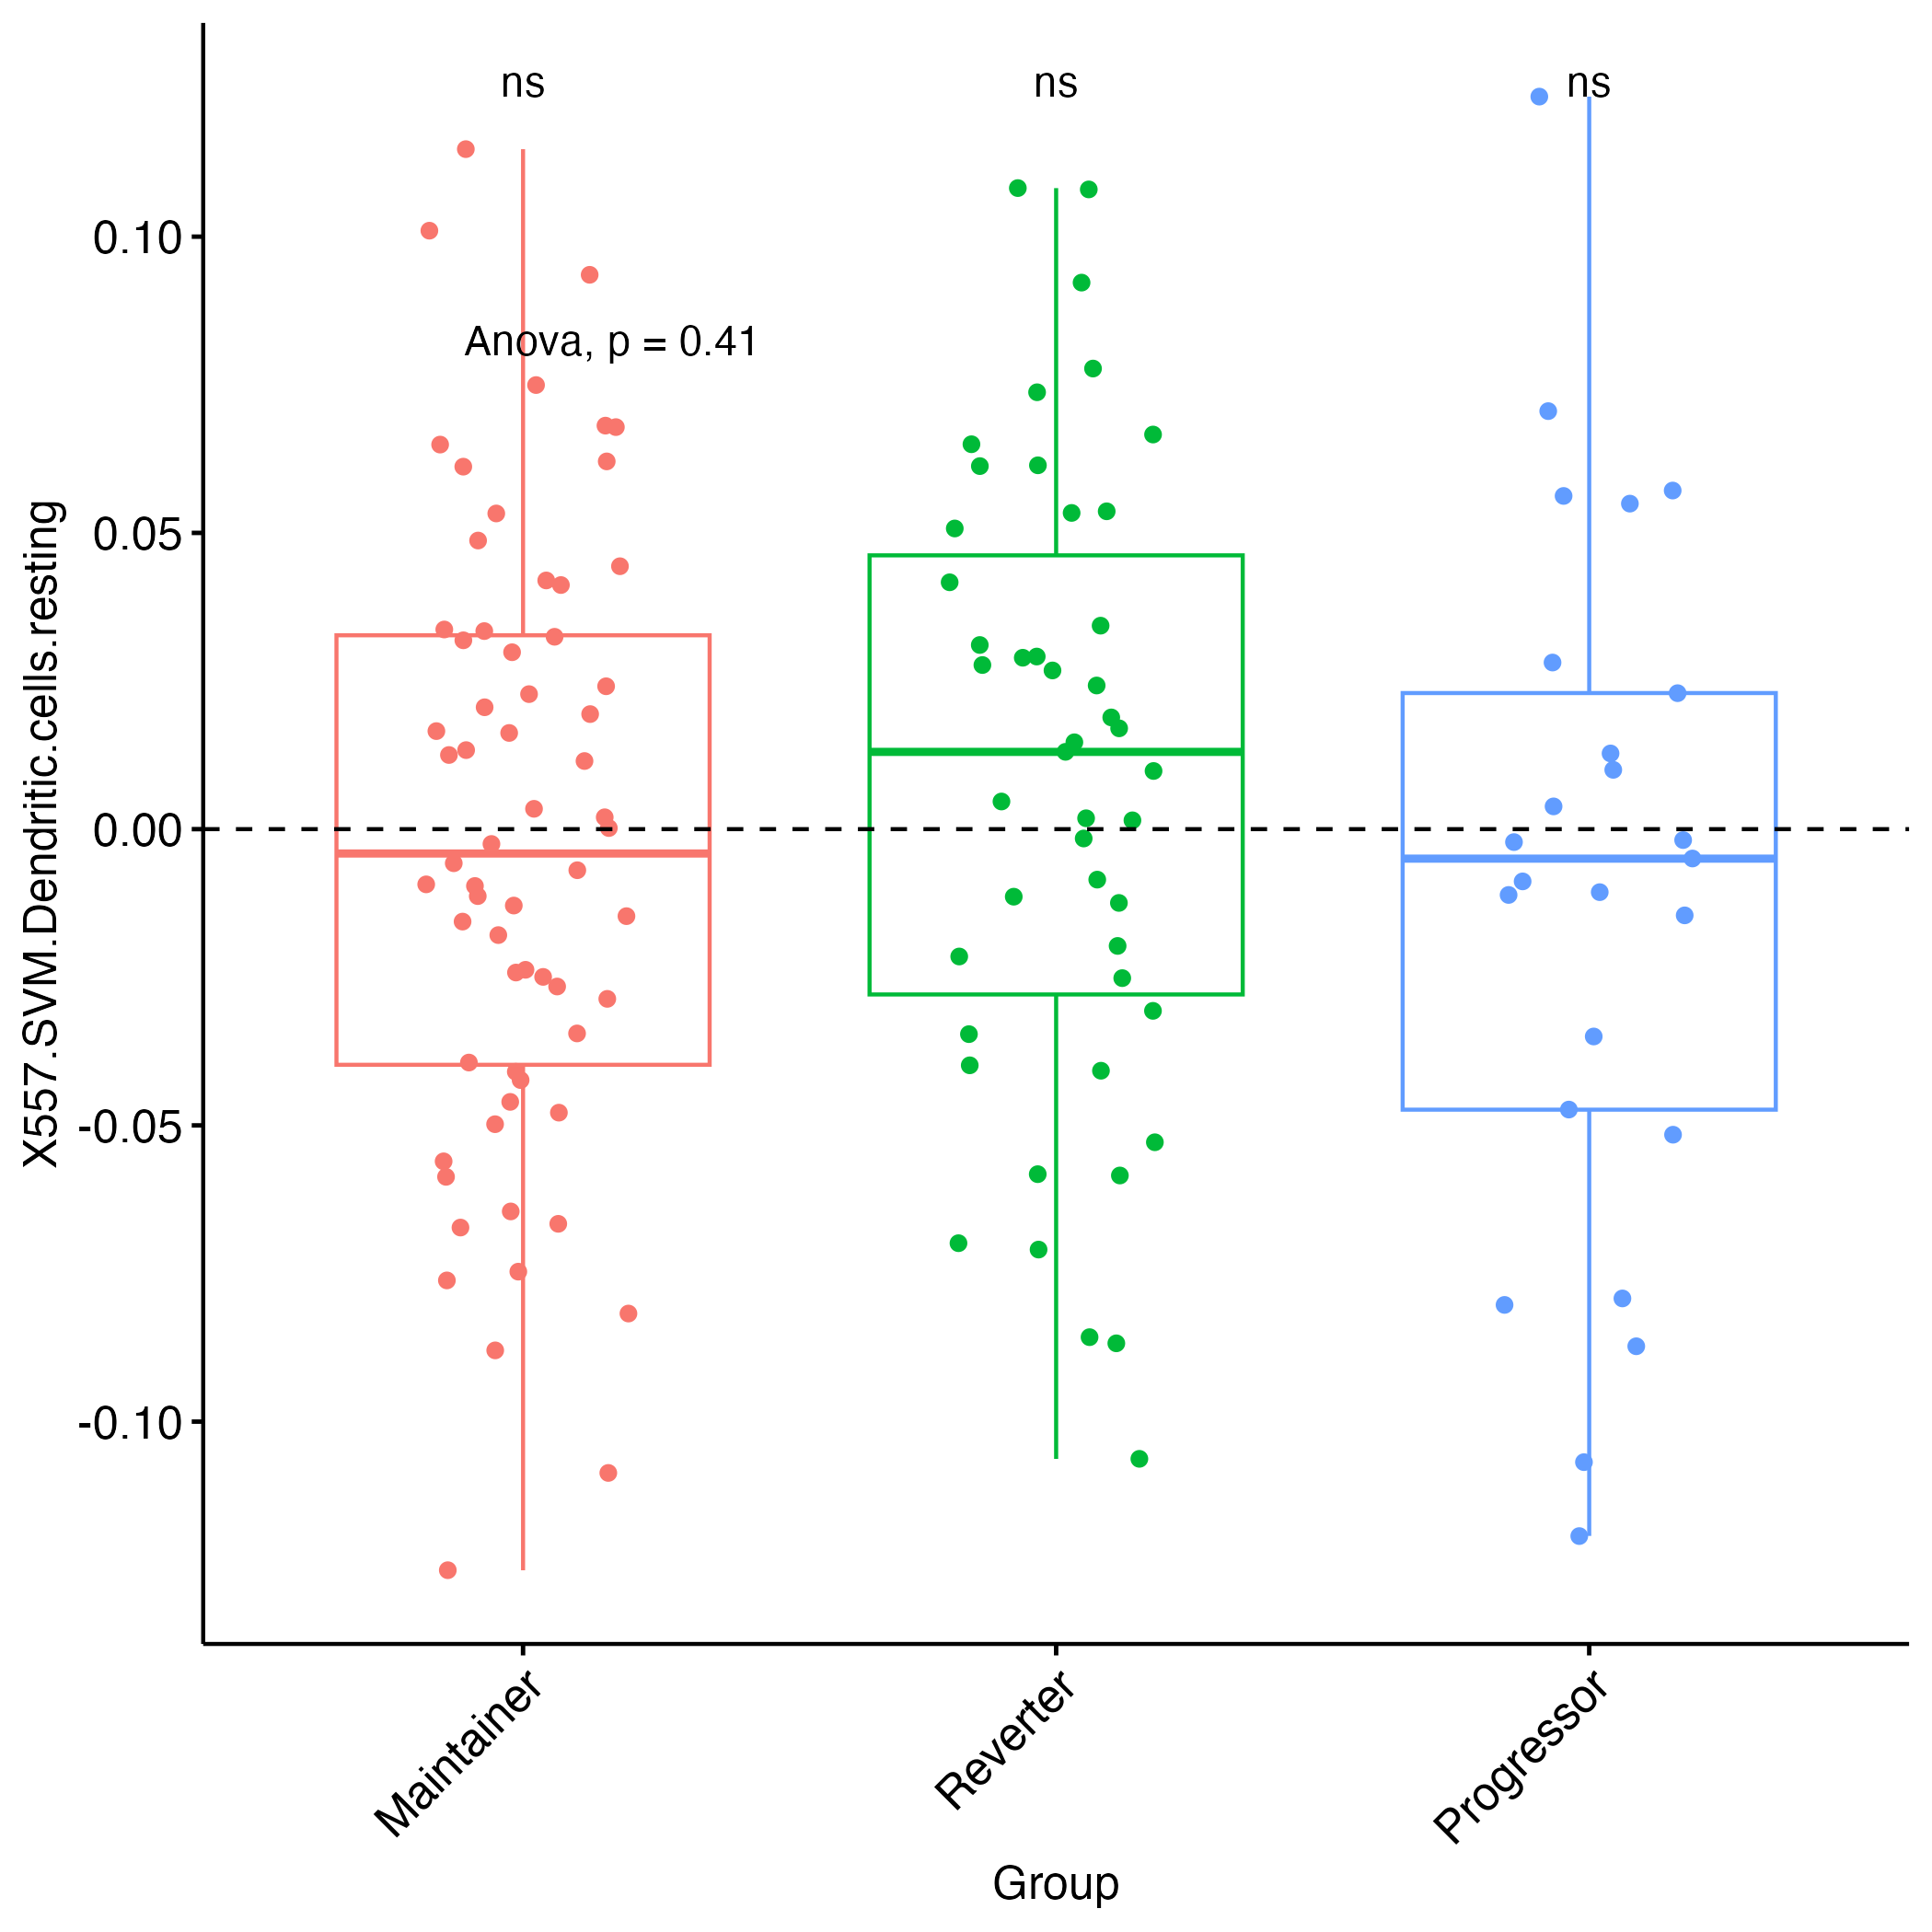 ns
ns
ns
Anova, p = 0.41
0.10
0.05
0.00
-0.05
-0.10
X557.SVM.Dendritic.cells.resting
Maintainer
Reverter
Progressor
Group